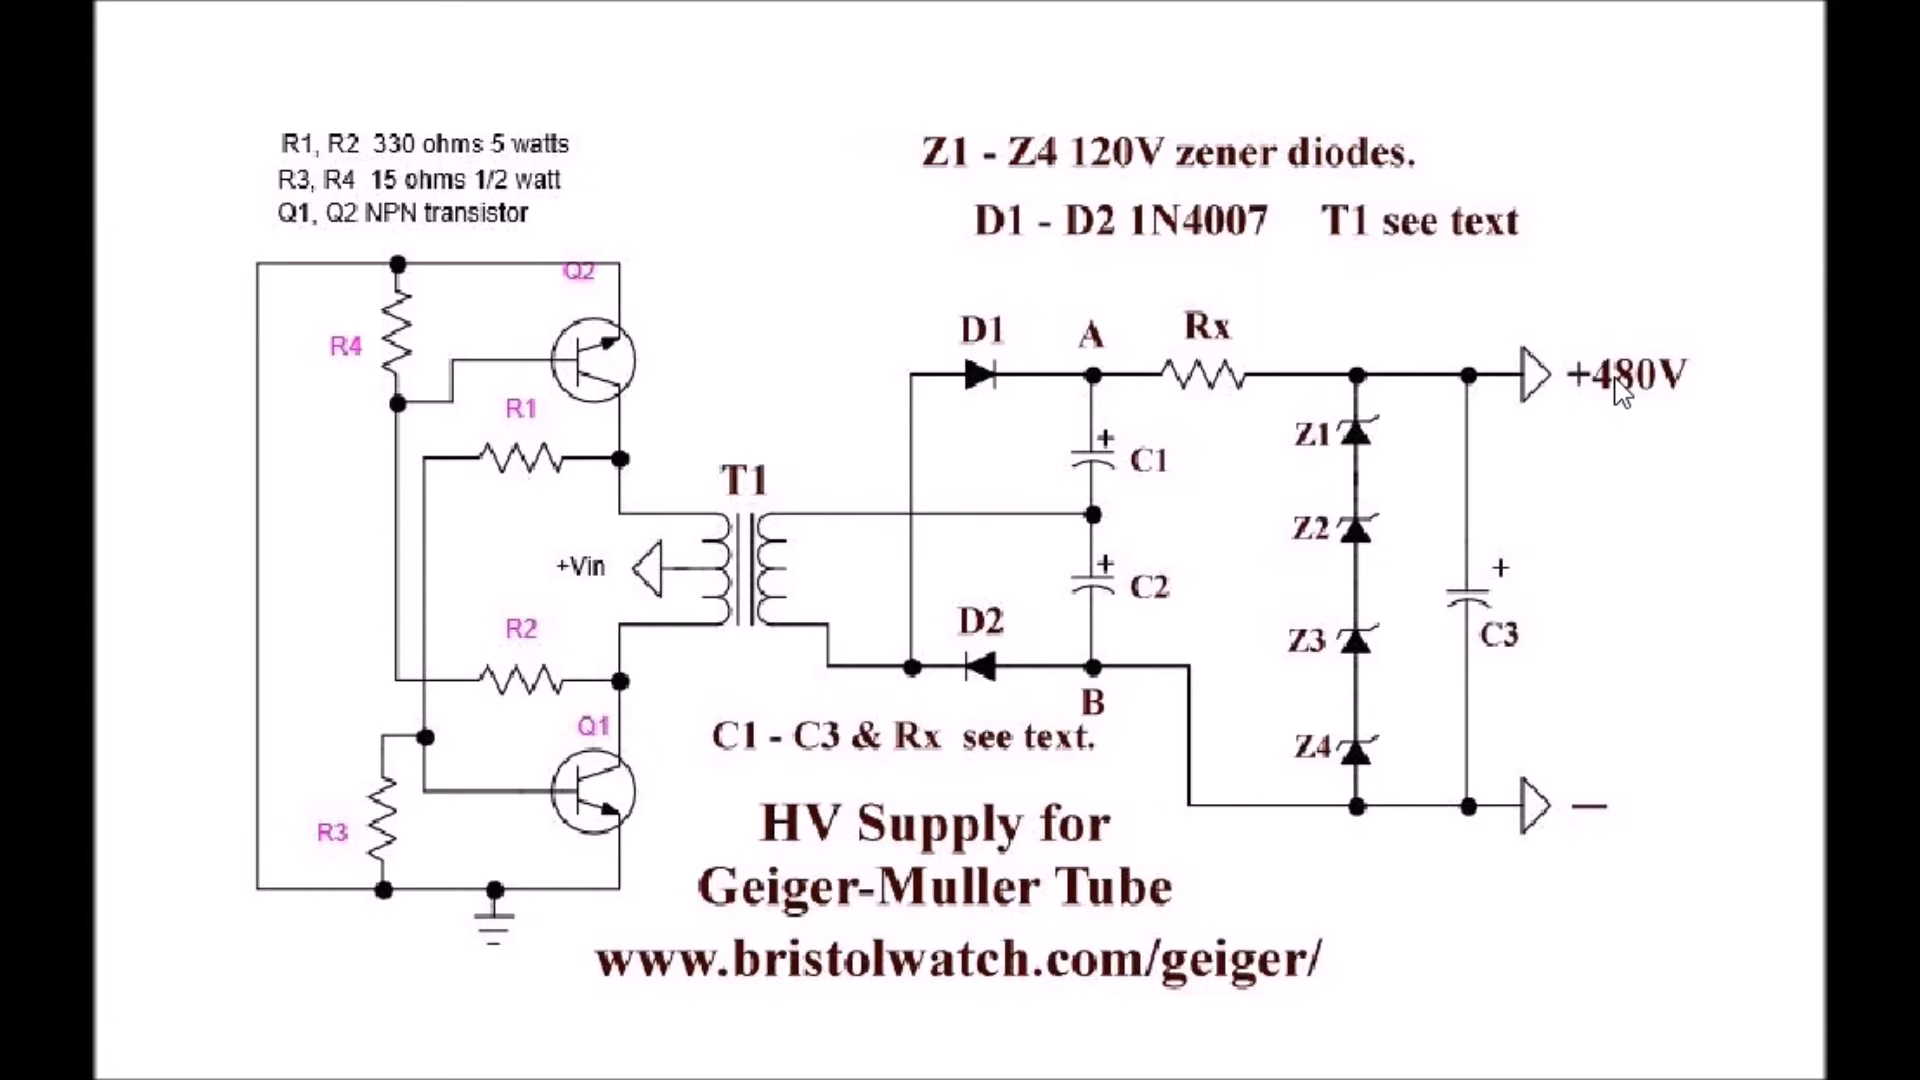 R1, R2 330 ohms 5 watts
R3, R4 15 ohms 1/2 watt
Q1, Q2 NPN transistor
Z1 - Z4 120V zener diodes.
D1 - D2 1N4007 T1 see text
Q2
R4
R1
D1
A
Rx
+480V
Z1
+
C1
T1
Z2
+Vin
+
C2
+
R2
D2
Z3
C3
B
Q1
C1 - C3 & Rx see text.
Z4
R3
HV Supply for
Geiger-Muller Tube
—
www.bristolwatch.com/geiger/